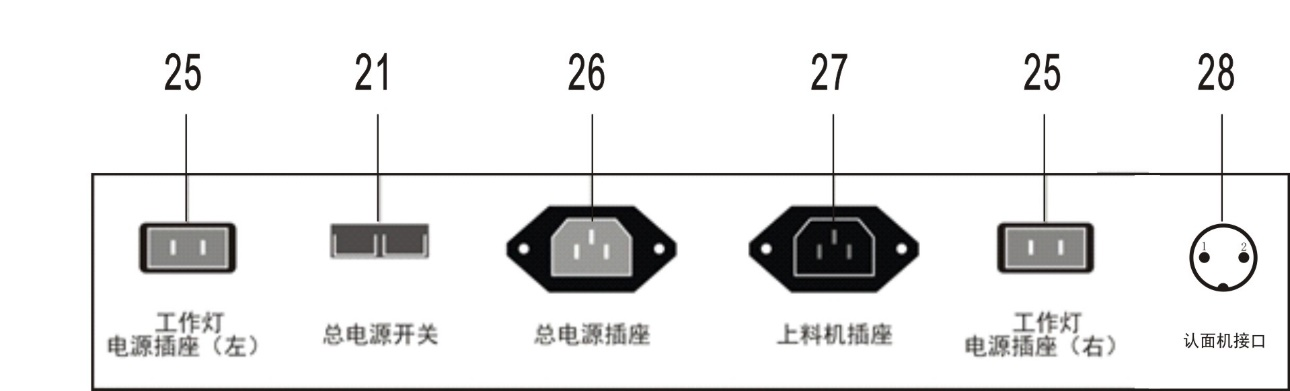 25 21 26 27 25 28
1 2
工作灯
电源插座（左）
总电源开关
总电源插座
上料机插座
工作灯
电源插座（右）
认面机接口